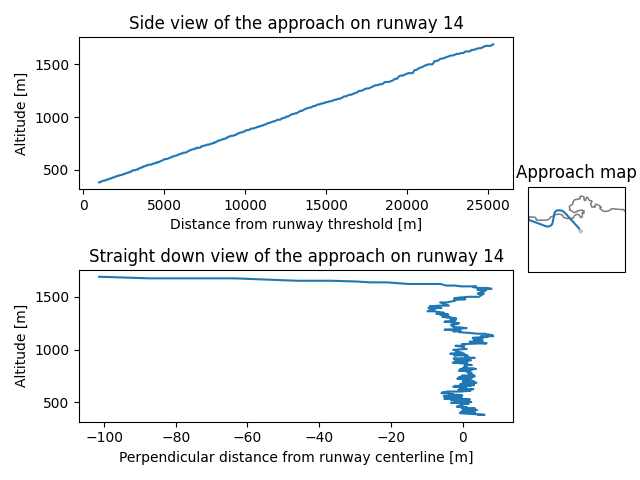 Side view of the approach on runway 14
1500
1000
500
Altitude [m]
0 5000 10000 15000 20000 25000
Distance from runway threshold [m]
Approach map
Straight down view of the approach on runway 14
1500
1000
500
Altitude [m]
−100 −80 −60 −40 −20 0
Perpendicular distance from runway centerline [m]